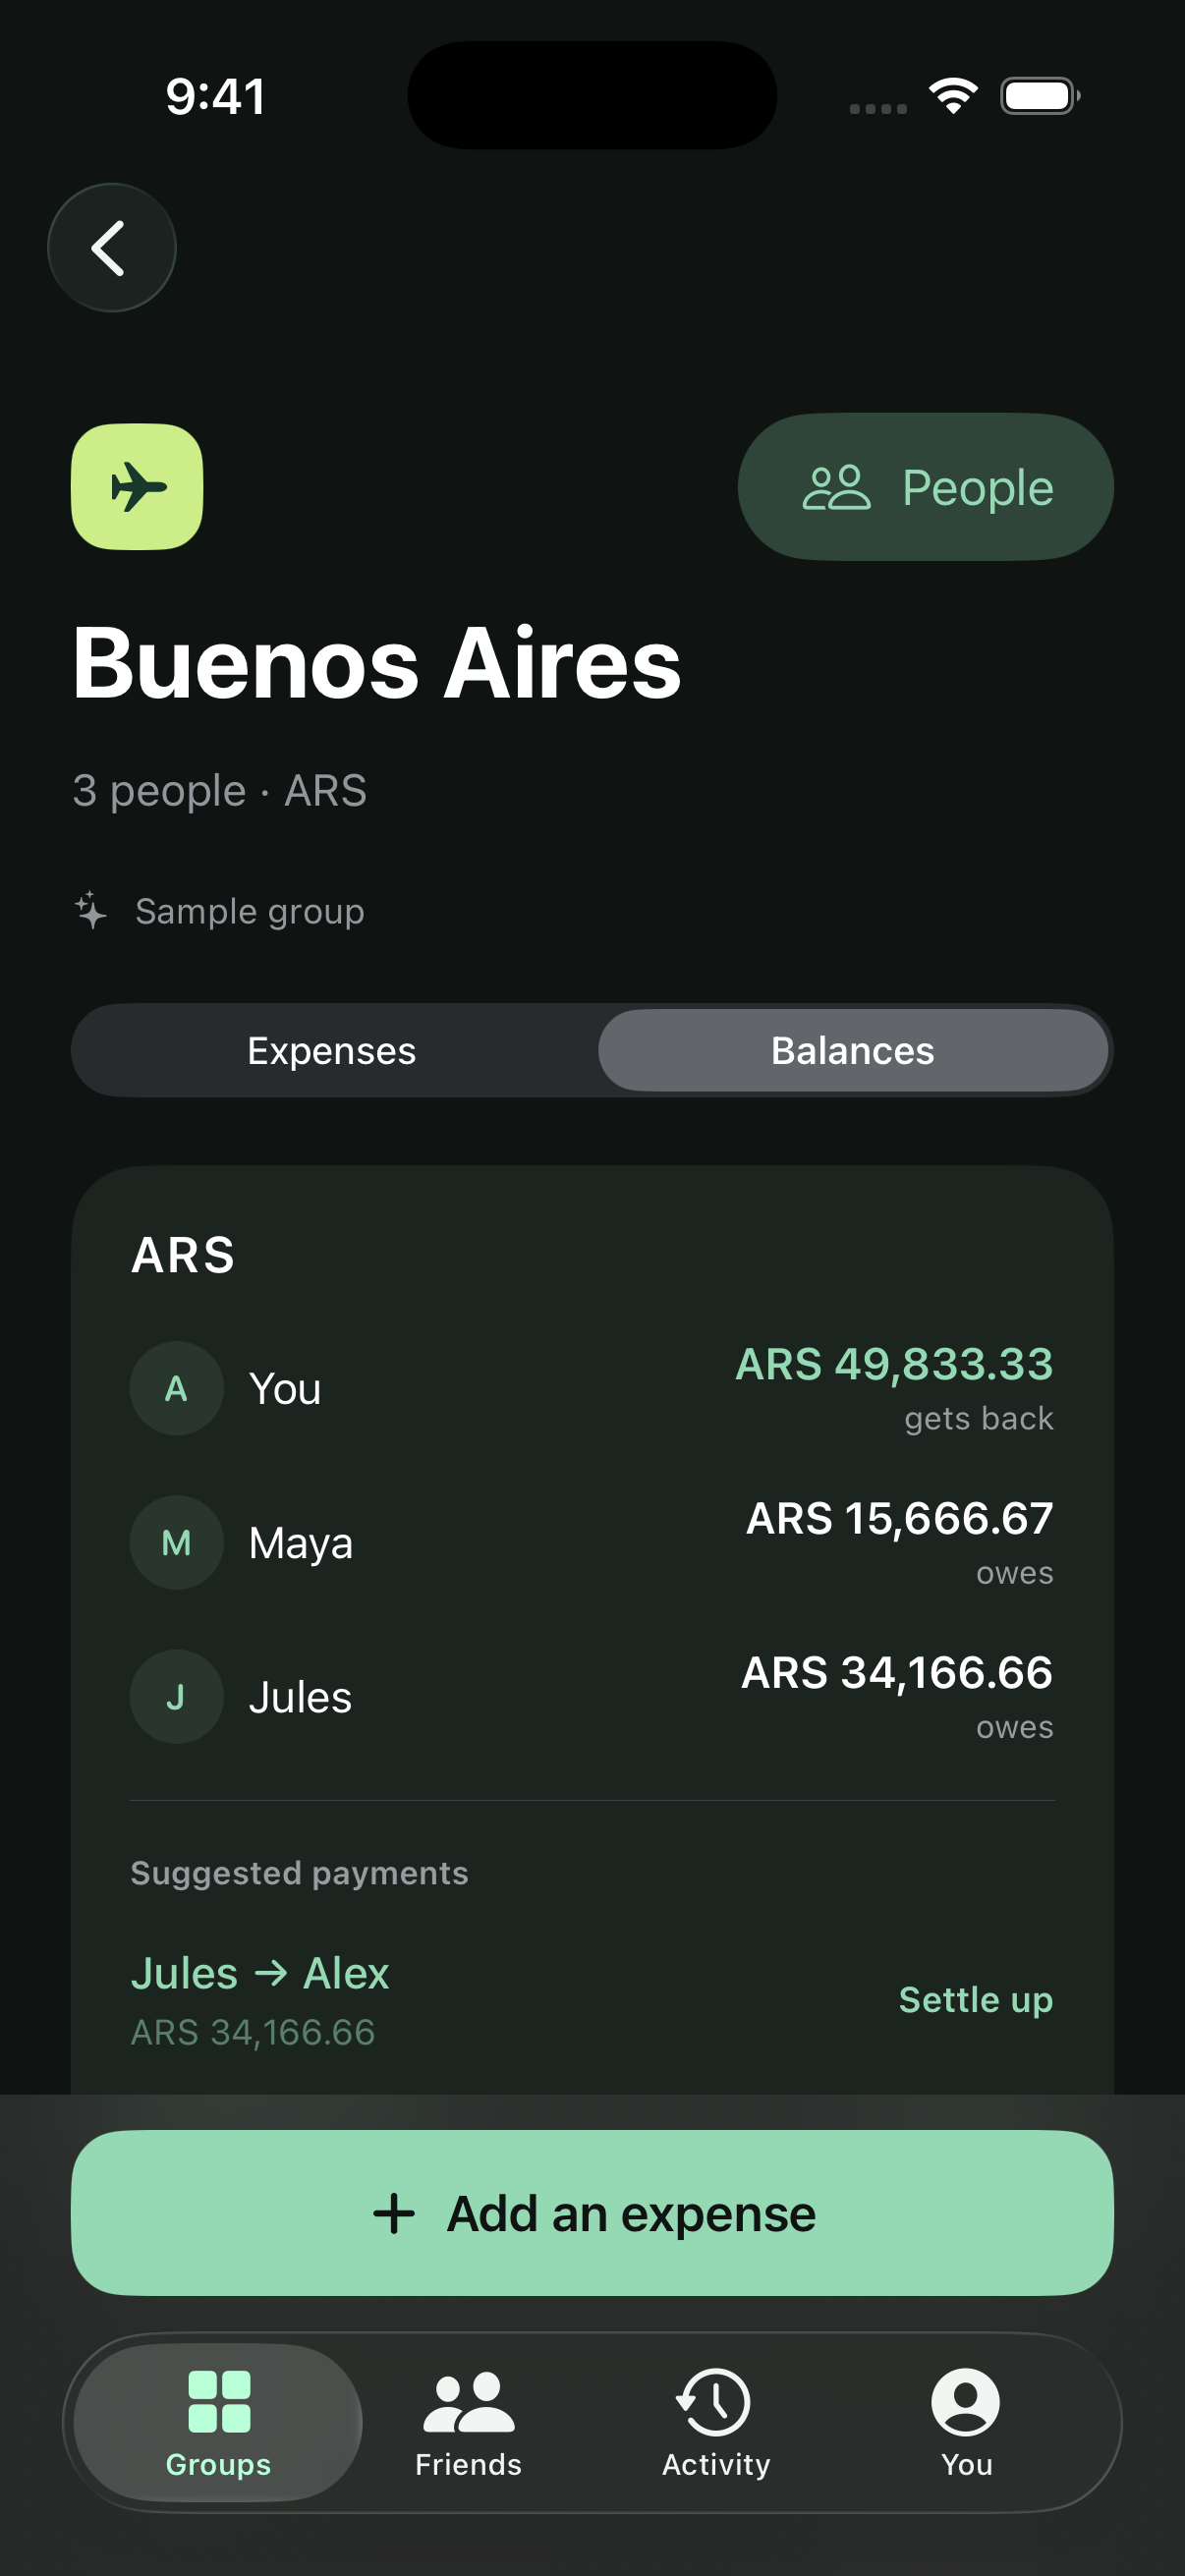 9:41
People
Buenos Aires
3 people · ARS
Sample group
Expenses
Balances
ARS
A
You
ARS 49,833.33
gets back
M
Maya
ARS 15,666.67
owes
J
Jules
ARS 34,166.66
owes
Suggested payments
Jules → Alex
ARS 34,166.66
Settle up
+ Add an expense
Groups
Friends
Activity
You